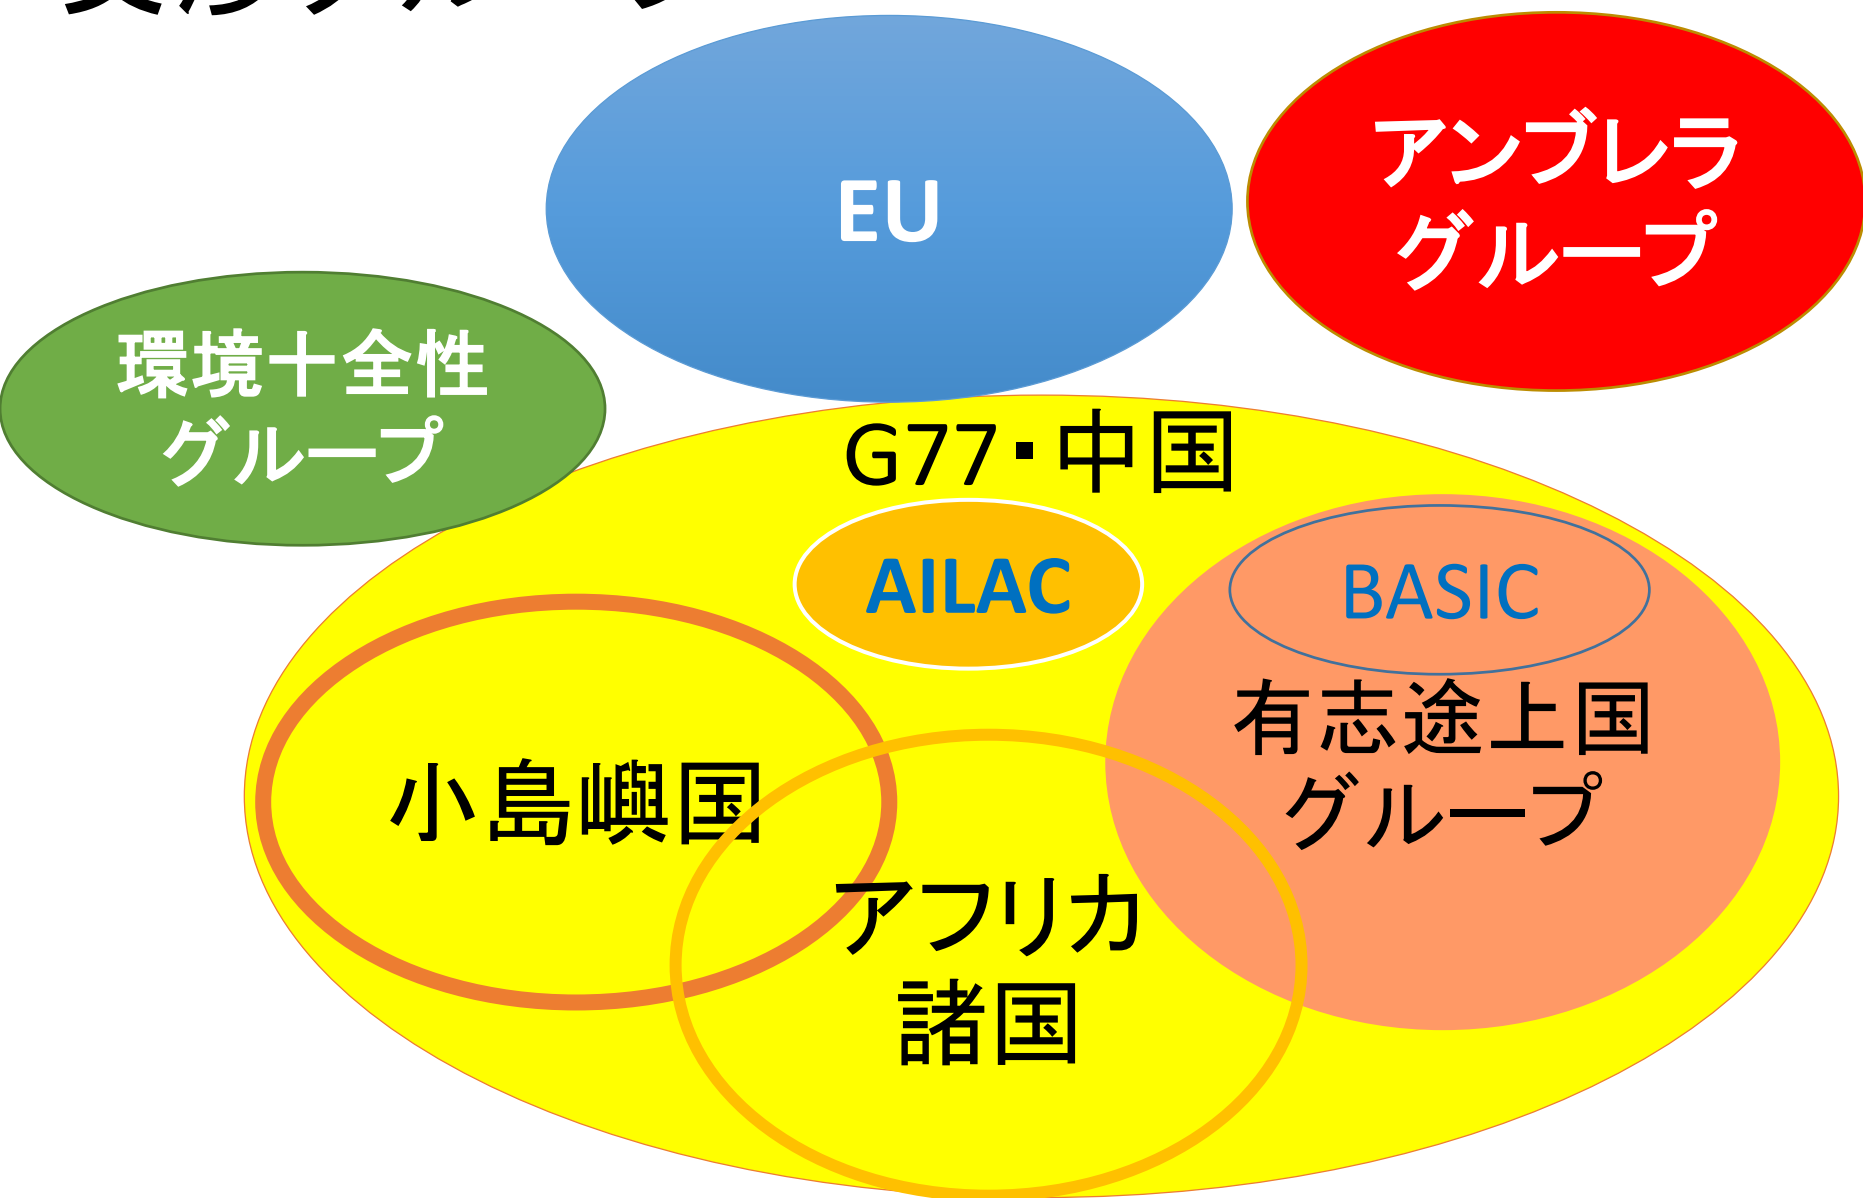 EU
アンブレラ
グループ
環境十全性
グループ
G77・中国
AILAC
BASIC
有志途上国
グループ
小島嶼国
アフリカ
諸国